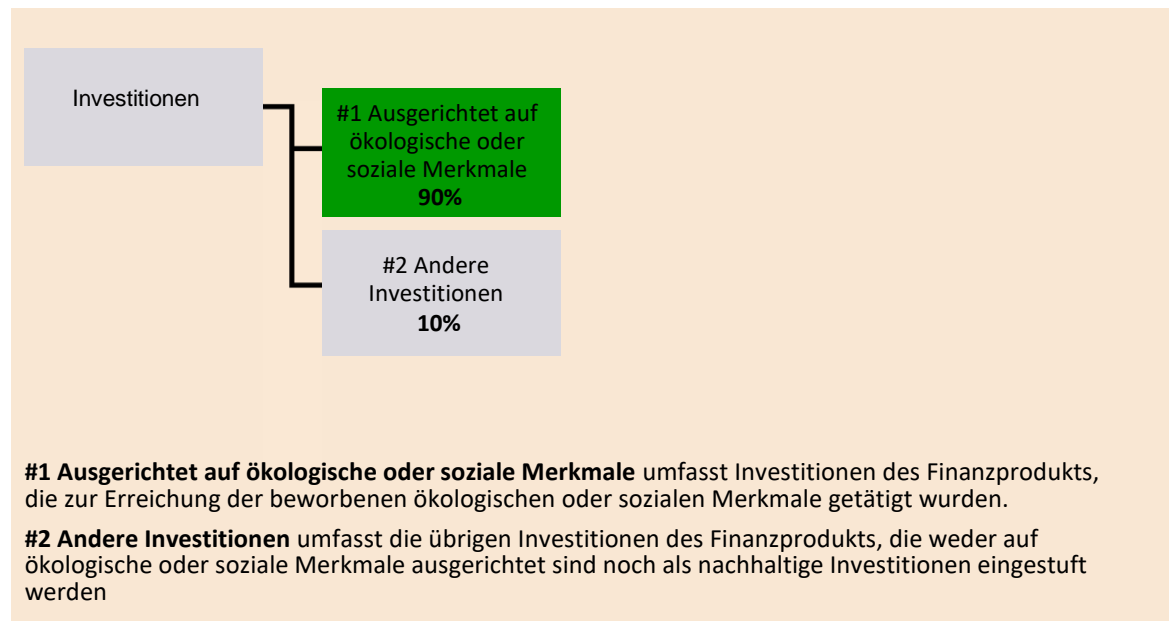 Investitionen
#1 Ausgerichtet auf
ökologische oder
soziale Merkmale
90%
#2 Andere
Investitionen
10%
#1 Ausgerichtet auf ökologische oder soziale Merkmale umfasst Investitionen des Finanzprodukts,
die zur Erreichung der beworbenen ökologischen oder sozialen Merkmale getätigt wurden.
#2 Andere Investitionen umfasst die übrigen Investitionen des Finanzprodukts, die weder auf
ökologische oder soziale Merkmale ausgerichtet sind noch als nachhaltige Investitionen eingestuft
werden